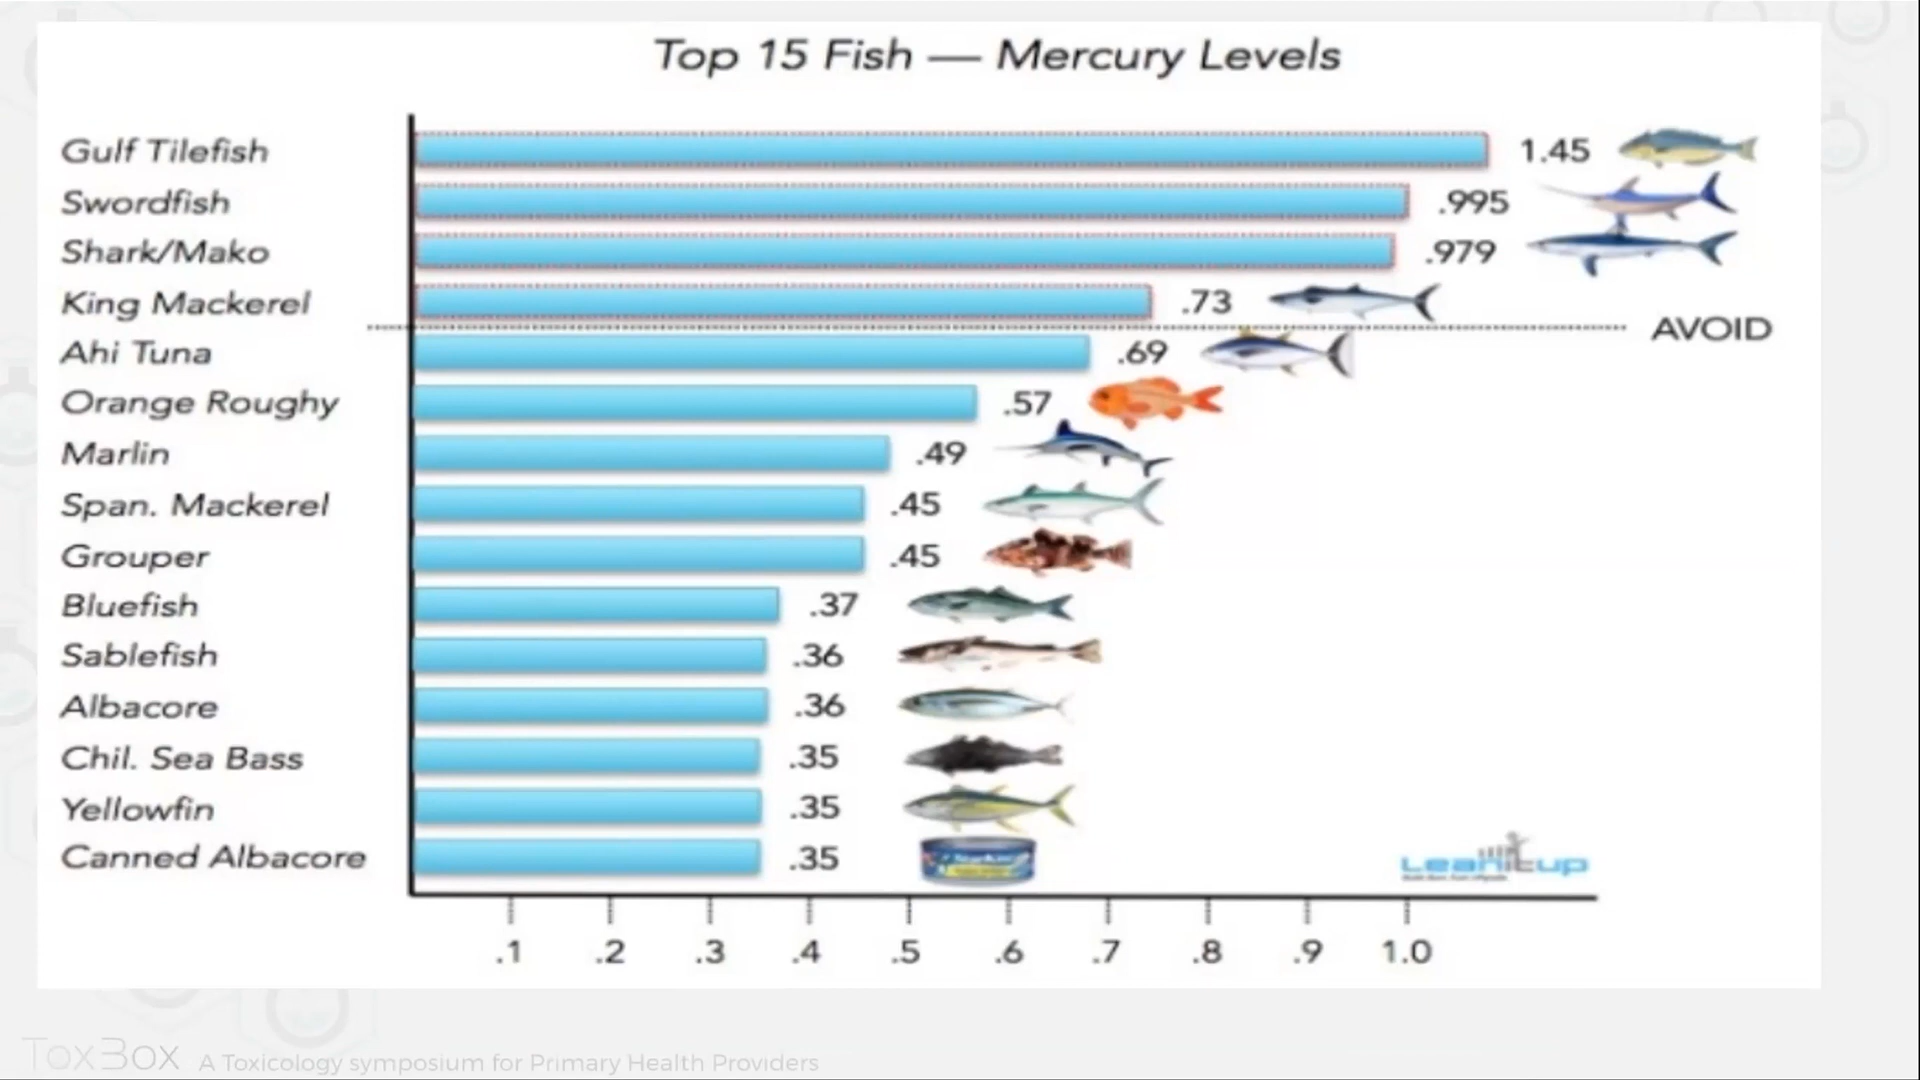 Top 15 Fish — Mercury Levels
Gulf Tilefish 1.45
Swordfish .995
Shark/Mako .979
King Mackerel .73
AVOID
Ahi Tuna .69
Orange Roughy .57
Marlin .49
Span. Mackerel .45
Grouper .45
Bluefish .37
Sablefish .36
Albacore .36
Chil. Sea Bass .35
Yellowfin .35
Canned Albacore .35
Leanitup
.1 .2 .3 .4 .5 .6 .7 .8 .9 1.0
ToxBox A Toxicology symposium for Primary Health Providers